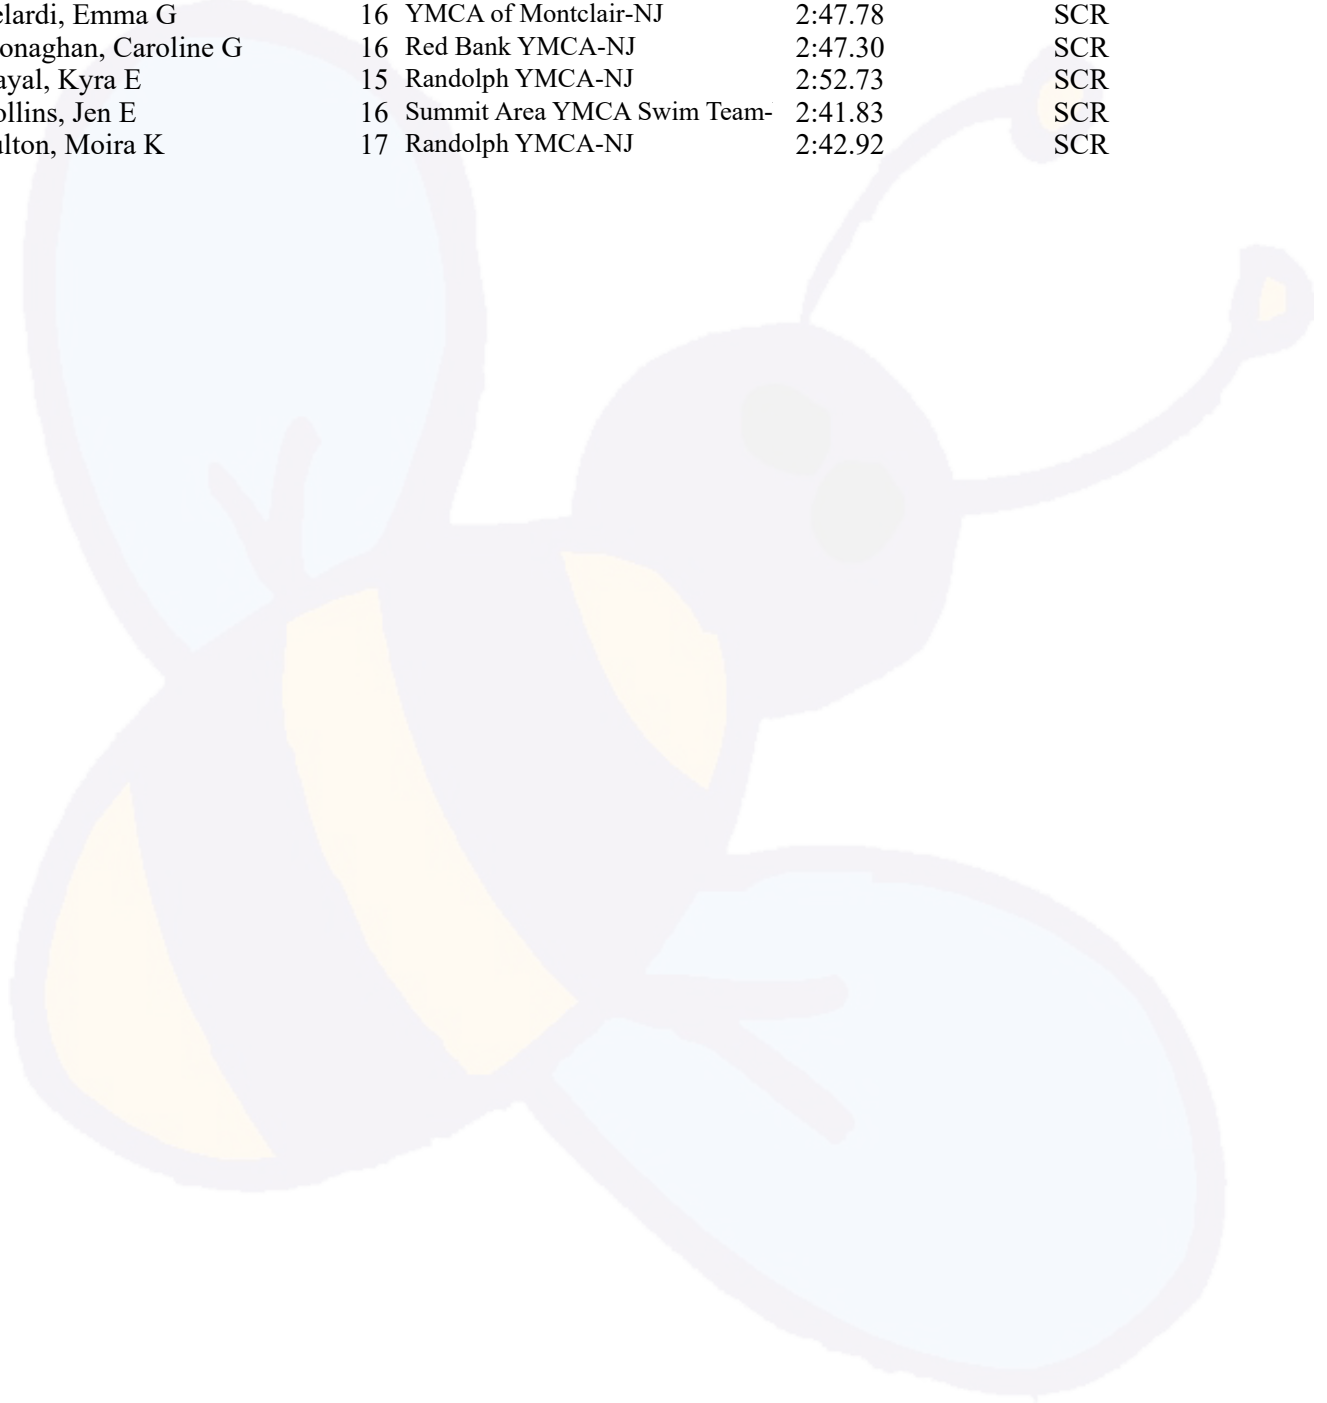 elardi, Emma G 16 YMCA of Montclair-NJ 2:47.78 SCR
onaghan, Caroline G 16 Red Bank YMCA-NJ 2:47.30 SCR
ayal, Kyra E 15 Randolph YMCA-NJ 2:52.73 SCR
ollins, Jen E 16 Summit Area YMCA Swim Team- 2:41.83 SCR
ulton, Moira K 17 Randolph YMCA-NJ 2:42.92 SCR